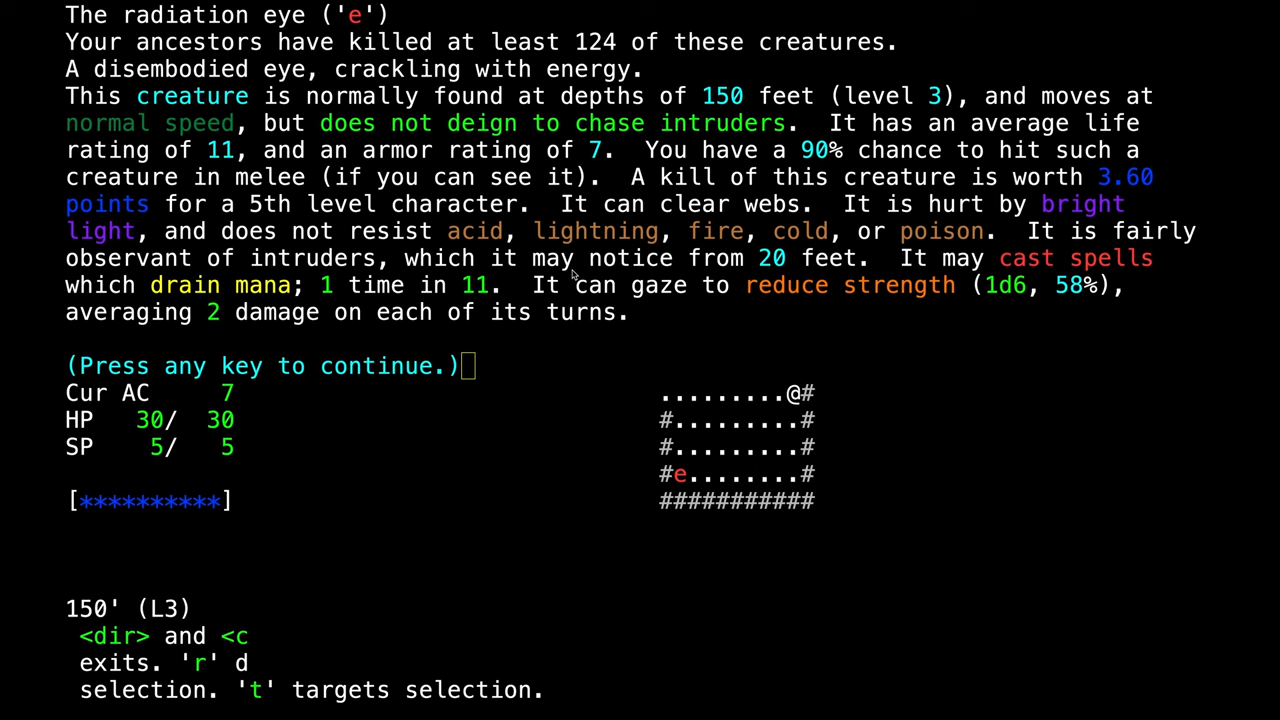 The radiation eye ('e')
Your ancestors have killed at least 124 of these creatures.
A disembodied eye, crackling with energy.
This creature is normally found at depths of 150 feet (level 3), and moves at
normal speed, but does not deign to chase intruders.  It has an average life
rating of 11, and an armor rating of 7.  You have a 90% chance to hit such a
creature in melee (if you can see it).  A kill of this creature is worth 3.60
points for a 5th level character.  It can clear webs.  It is hurt by bright
light, and does not resist acid, lightning, fire, cold, or poison.  It is fairly
observant of intruders, which it may notice from 20 feet.  It may cast spells
which drain mana; 1 time in 11.  It can gaze to reduce strength (1d6, 58%),
averaging 2 damage on each of its turns.
(Press any key to continue.)
Cur AC     7 .........@#
HP   30/  30 #.........#
SP    5/   5 #.........#
#e........#
[**********] ###########
150' (L3)
<dir> and <c
exits. 'r' d
selection. 't' targets selection.